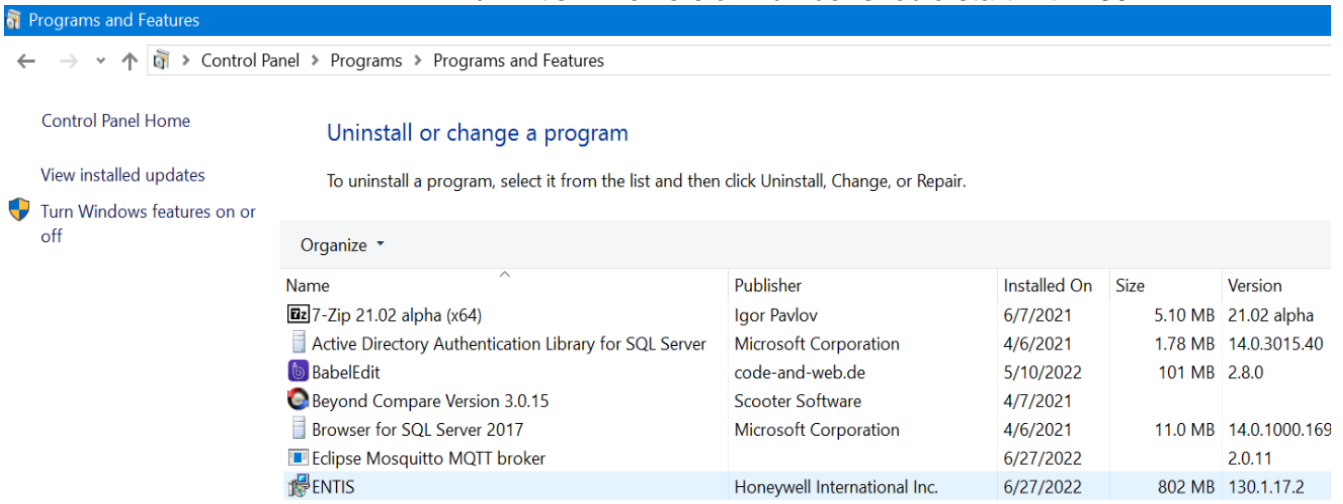 Programs and Features
Control Panel > Programs > Programs and Features
Control Panel Home
Uninstall or change a program
View installed updates
To uninstall a program, select it from the list and then click Uninstall, Change, or Repair.
Turn Windows features on or
off
Organize
Name Publisher Installed On Size Version
7-Zip 21.02 alpha (x64) Igor Pavlov 6/7/2021 5.10 MB 21.02 alpha
Active Directory Authentication Library for SQL Server Microsoft Corporation 4/6/2021 1.78 MB 14.0.3015.40
BabelEdit code-and-web.de 5/10/2022 101 MB 2.8.0
Beyond Compare Version 3.0.15 Scooter Software 4/7/2021
Browser for SQL Server 2017 Microsoft Corporation 4/6/2021 11.0 MB 14.0.1000.169
Eclipse Mosquitto MQTT broker 6/27/2022 2.0.11
ENTIS Honeywell International Inc. 6/27/2022 802 MB 130.1.17.2